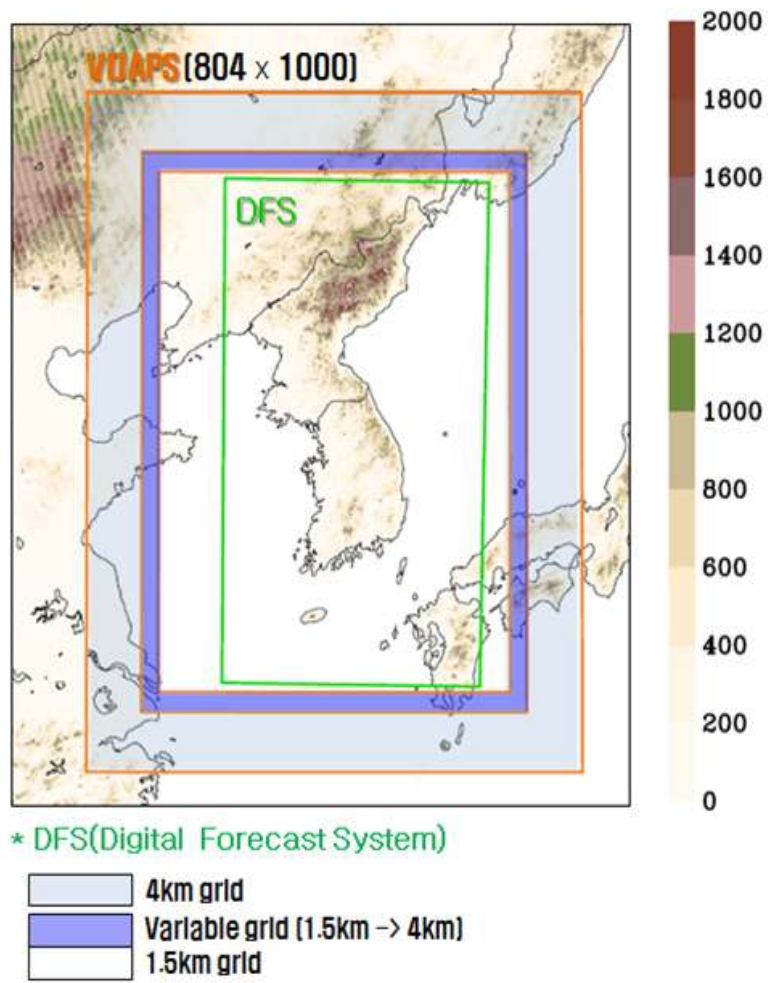 VDAPS(804 x 1000)
DFS
2000
1800
1600
1400
1200
1000
800
600
400
200
0
* DFS(Digital Forecast System)
4km grid
Variable grid (1.5km -> 4km)
1.5km grid